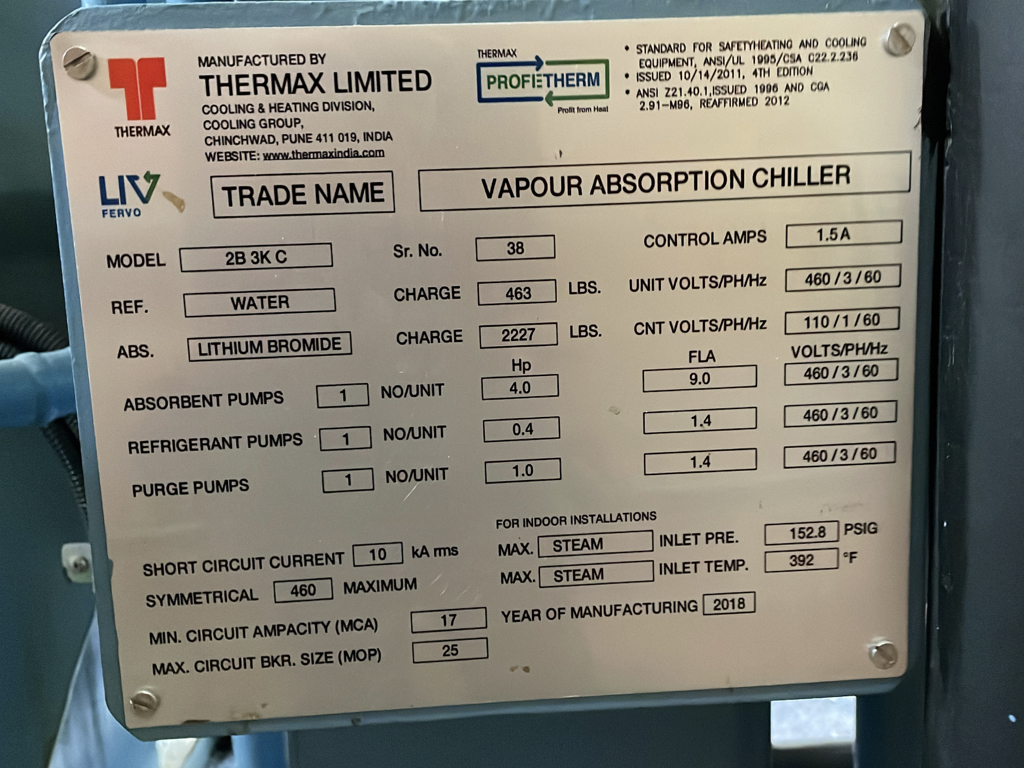 THERMAX
MANUFACTURED BY
THERMAX LIMITED
COOLING & HEATING DIVISION,
COOLING GROUP,
CHINCHWAD, PUNE 411 019, INDIA
WEBSITE: www.thermaxindia.com
THERMAX
PROFETHERM
Profit from Heat
• STANDARD FOR SAFETYHEATING AND COOLING
EQUIPMENT, ANSI/UL 1995/CSA C22.2.236
• ISSUED 10/14/2011, 4TH EDITION
• ANSI Z21.40.1,ISSUED 1996 AND CGA
2.91-M96, REAFFIRMED 2012
LIV
FERVO
TRADE NAME VAPOUR ABSORPTION CHILLER
MODEL 2B 3K C Sr. No. 38 CONTROL AMPS 1.5 A
REF. WATER CHARGE 463 LBS. UNIT VOLTS/PH/Hz 460 / 3 / 60
ABS. LITHIUM BROMIDE CHARGE 2227 LBS. CNT VOLTS/PH/Hz 110 / 1 / 60
Hp FLA VOLTS/PH/Hz
ABSORBENT PUMPS 1 NO/UNIT 4.0 9.0 460 / 3 / 60
REFRIGERANT PUMPS 1 NO/UNIT 0.4 1.4 460 / 3 / 60
PURGE PUMPS 1 NO/UNIT 1.0 1.4 460 / 3 / 60
FOR INDOOR INSTALLATIONS
SHORT CIRCUIT CURRENT 10 kA rms MAX. STEAM INLET PRE. 152.8 PSIG
SYMMETRICAL 460 MAXIMUM MAX. STEAM INLET TEMP. 392 °F
MIN. CIRCUIT AMPACITY (MCA) 17 YEAR OF MANUFACTURING 2018
MAX. CIRCUIT BKR. SIZE (MOP) 25